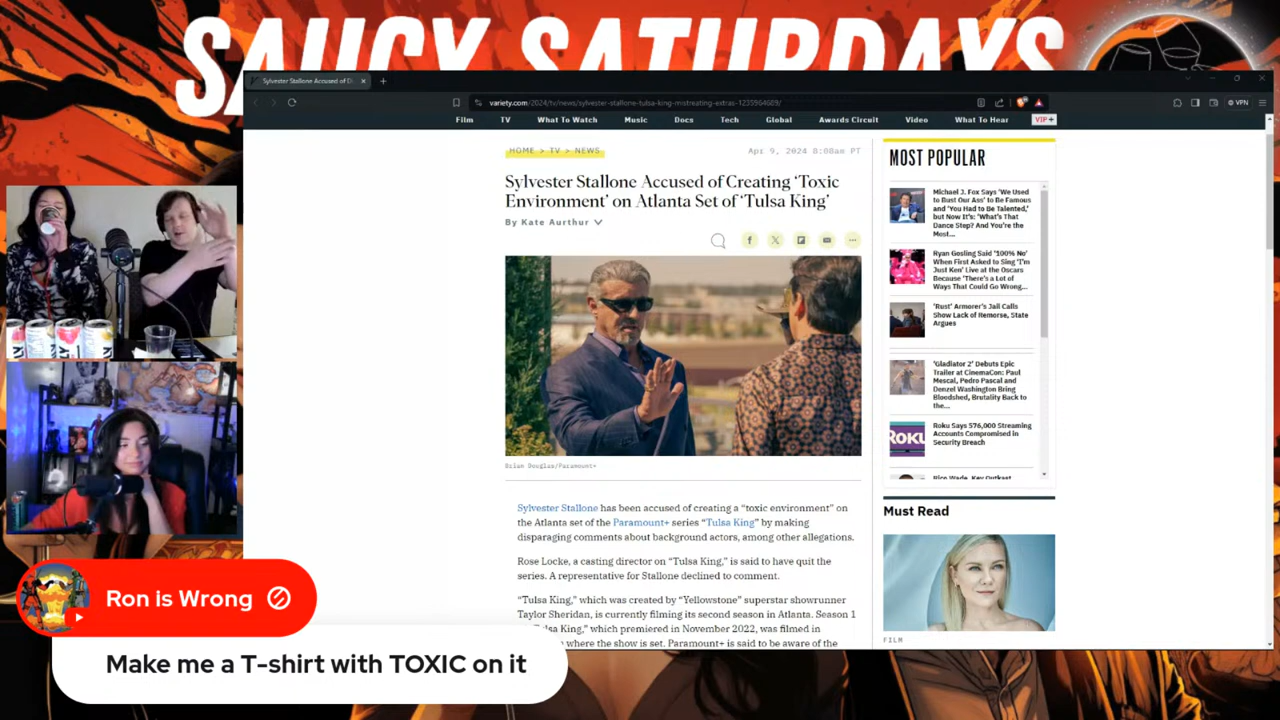 SAUCY SATURDAYS
Sylvester Stallone Accused of D
variety.com/2024/tv/news/sylvester-stallone-tulsa-king-mistreating-extras-1235964689/
VPN
Film TV What To Watch Music Docs Tech Global Awards Circuit Video What To Hear VIP+
HOME > TV > NEWS
Apr 9, 2024 8:00am PT
Sylvester Stallone Accused of Creating ‘Toxic
Environment’ on Atlanta Set of ‘Tulsa King’
By Kate Aurthur
Brian Douglas/Paramount+
Sylvester Stallone has been accused of creating a “toxic environment” on
the Atlanta set of the Paramount+ series “Tulsa King” by making
disparaging comments about background actors, among other allegations.
Rose Locke, a casting director on “Tulsa King,” is said to have quit the
series. A representative for Stallone declined to comment.
“Tulsa King,” which was created by “Yellowstone” superstar showrunner
Taylor Sheridan, is currently filming its second season in Atlanta. Season 1
King,” which premiered in November 2022, was filmed in
where the show is set. Paramount+ is said to be aware of the
MOST POPULAR
Michael J. Fox Says ‘We Used
to Bust Our Ass’ to Be Famous
and ‘You Had to Be Talented,’
but Now It's: ‘What's That
Dance Step? And You're the
Most...
Ryan Gosling Said ‘100% No’
When First Asked to Sing ‘I'm
Just Ken’ Live at the Oscars
Because ‘There's a Lot of
Ways That Could Go Wrong...
‘Rust’ Armorer's Jail Calls
Show Lack of Remorse, State
Argues
‘Gladiator 2’ Debuts Epic
Trailer at CinemaCon: Paul
Mescal, Pedro Pascal and
Denzel Washington Bring
Bloodshed, Brutality Back to
the...
ROKU
Roku Says 576,000 Streaming
Accounts Compromised in
Security Breach
Rico Wade, Key Outkast
Must Read
FILM
Ron is Wrong
Make me a T-shirt with TOXIC on it